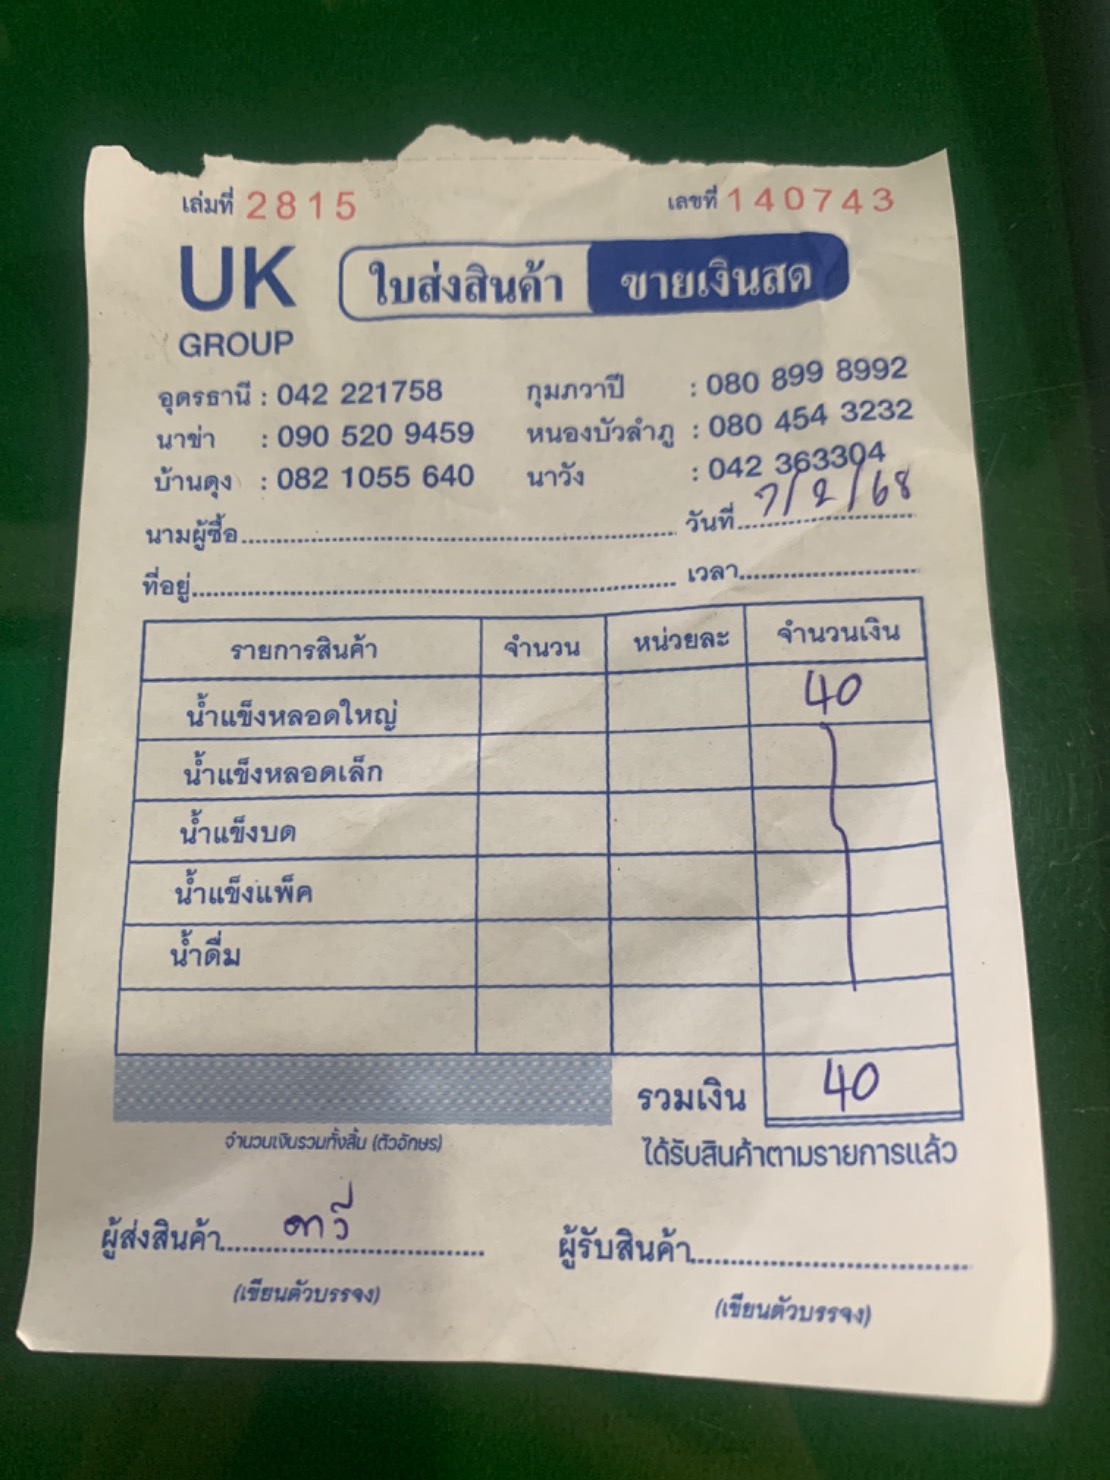 เล่มที่ 2815 เลขที่ 140743
UK GROUP
ใบส่งสินค้า ขายเงินสด
อุดรธานี : 042 221758 กุมภวาปี : 080 899 8992
นาข่า : 090 520 9459 หนองบัวลำภู : 080 454 3232
บ้านดุง : 082 1055 640 นาวัง : 042 363304
นามผู้ซื้อ วันที่ 7/2/68
ที่อยู่ เวลา
รายการสินค้า จำนวน หน่วยละ จำนวนเงิน
น้ำแข็งหลอดใหญ่ 40
น้ำแข็งหลอดเล็ก
น้ำแข็งบด
น้ำแข็งแพ็ค
น้ำดื่ม
รวมเงิน 40
จำนวนเงินรวมทั้งสิ้น (ตัวอักษร) ได้รับสินค้าตามรายการแล้ว
ผู้ส่งสินค้า ผู้รับสินค้า
(เขียนตัวบรรจง) (เขียนตัวบรรจง)